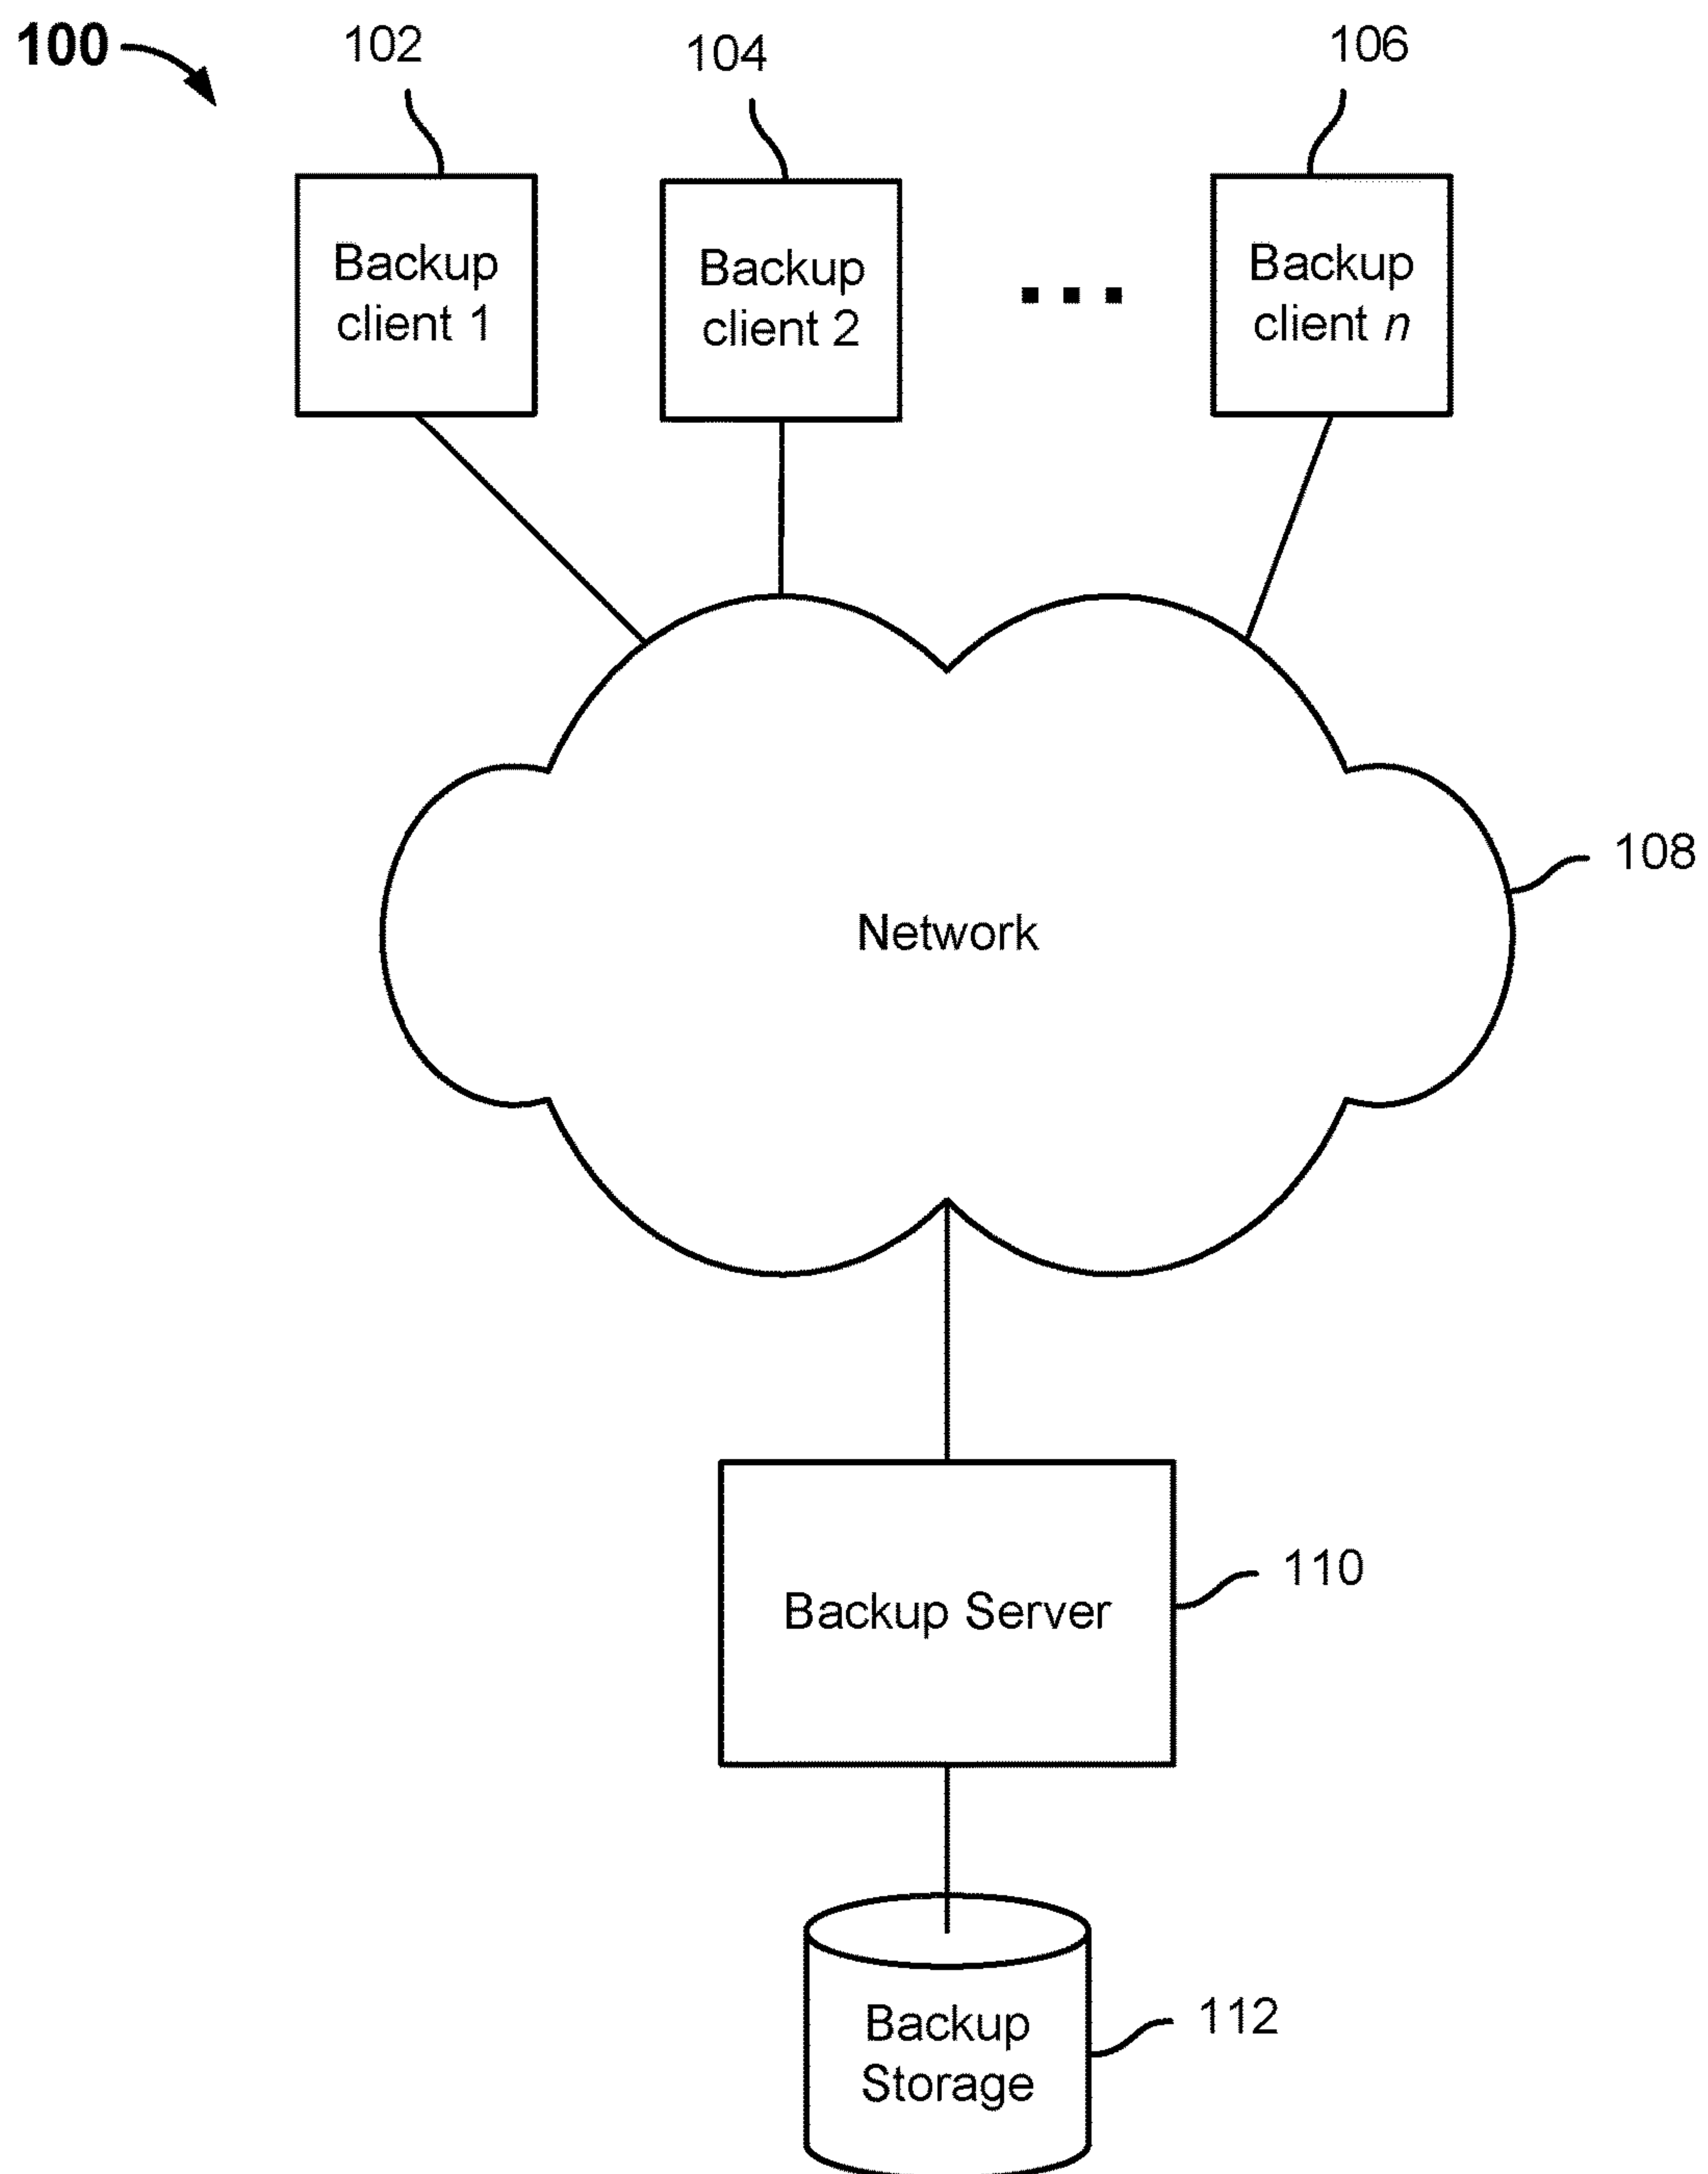 100
102
104
106
Backup
client 1
Backup
client 2
Backup
client n
108
Network
110
Backup Server
112
Backup
Storage